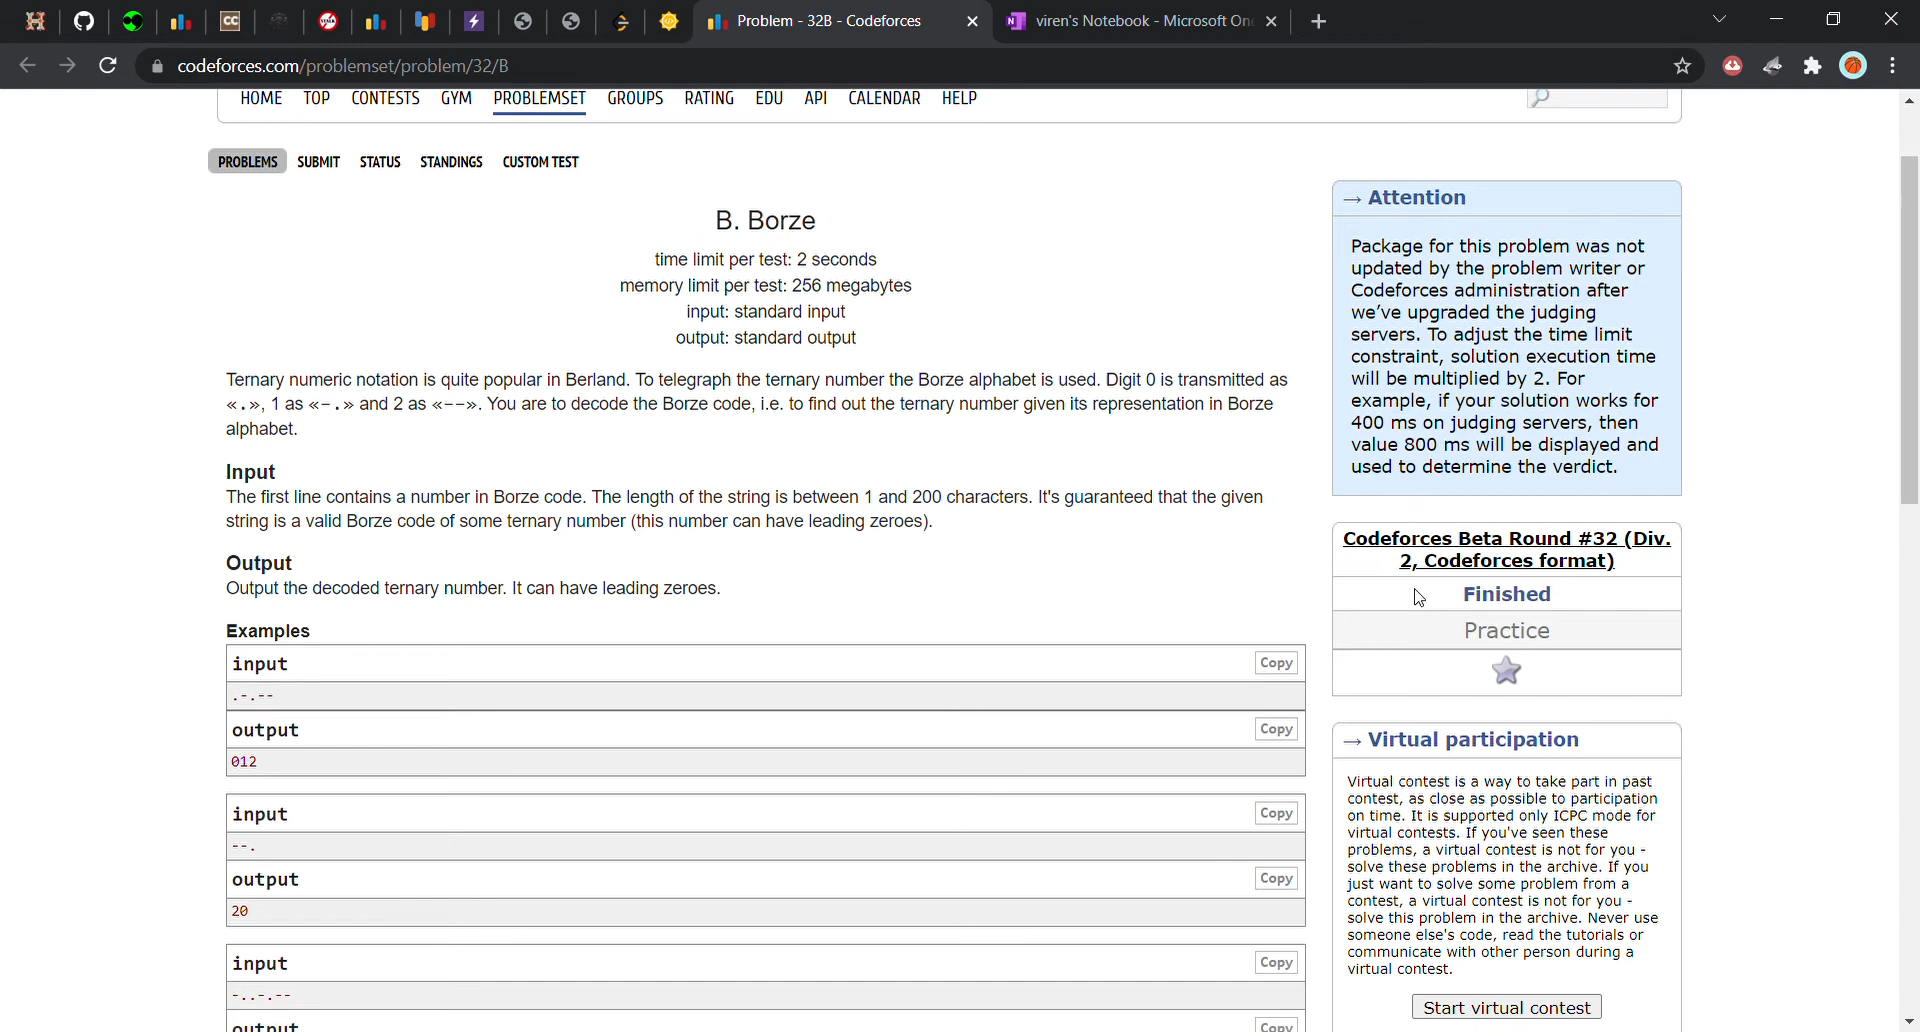 Problem - 32B - Codeforces
viren's Notebook - Microsoft On
codeforces.com/problemset/problem/32/B
HOME TOP CONTESTS GYM PROBLEMSET GROUPS RATING EDU API CALENDAR HELP
PROBLEMS SUBMIT STATUS STANDINGS CUSTOM TEST
B. Borze
time limit per test: 2 seconds
memory limit per test: 256 megabytes
input: standard input
output: standard output
Ternary numeric notation is quite popular in Berland. To telegraph the ternary number the Borze alphabet is used. Digit 0 is transmitted as
«.», 1 as «-.» and 2 as «--». You are to decode the Borze code, i.e. to find out the ternary number given its representation in Borze
alphabet.
Input
The first line contains a number in Borze code. The length of the string is between 1 and 200 characters. It's guaranteed that the given
string is a valid Borze code of some ternary number (this number can have leading zeroes).
Output
Output the decoded ternary number. It can have leading zeroes.
Examples
input Copy
.-.--
output Copy
012
input Copy
--.
output Copy
20
input Copy
-..-.--
output Copy
→ Attention
Package for this problem was not
updated by the problem writer or
Codeforces administration after
we've upgraded the judging
servers. To adjust the time limit
constraint, solution execution time
will be multiplied by 2. For
example, if your solution works for
400 ms on judging servers, then
value 800 ms will be displayed and
used to determine the verdict.
Codeforces Beta Round #32 (Div.
2, Codeforces format)
Finished
Practice
→ Virtual participation
Virtual contest is a way to take part in past
contest, as close as possible to participation
on time. It is supported only ICPC mode for
virtual contests. If you've seen these
problems, a virtual contest is not for you -
solve these problems in the archive. If you
just want to solve some problem from a
contest, a virtual contest is not for you -
solve this problem in the archive. Never use
someone else's code, read the tutorials or
communicate with other person during a
virtual contest.
Start virtual contest